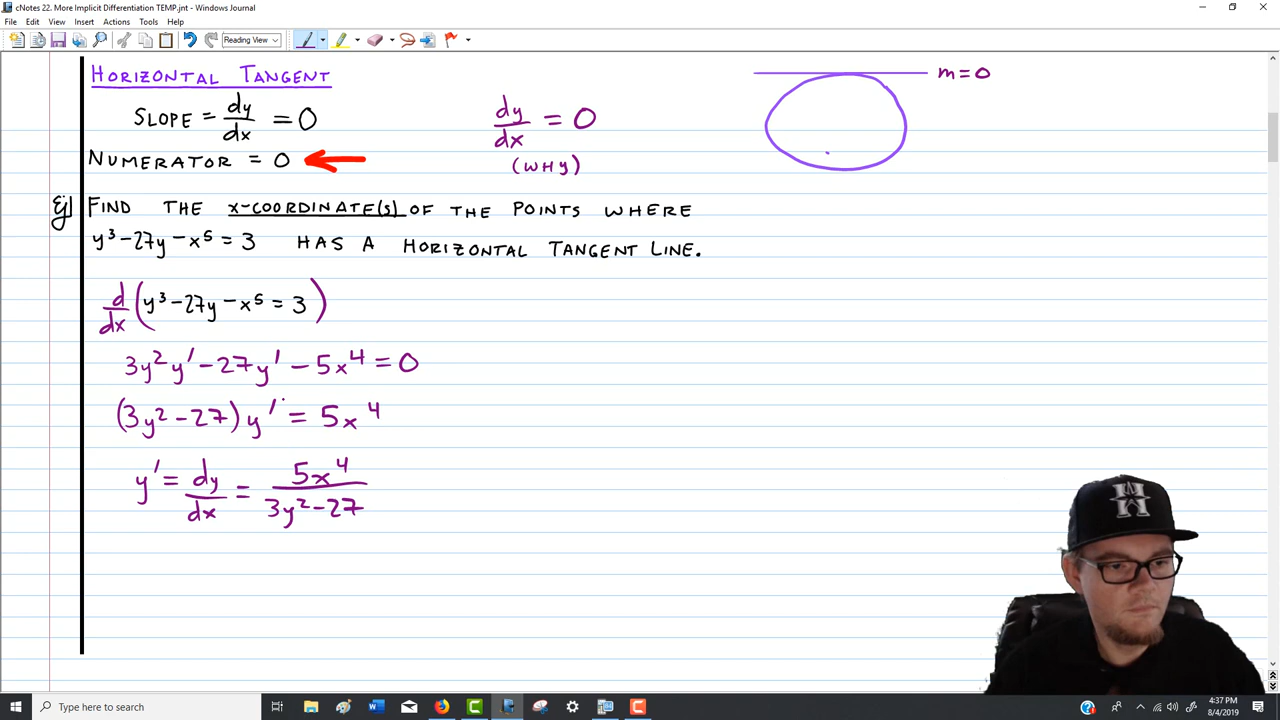 cNotes 22. More Implicit Differentiation TEMP.jnt - Windows Journal
File Edit View Insert Actions Tools Help
Reading View
HORIZONTAL TANGENT
m = 0
SLOPE = dy/dx = 0
dy/dx = 0
NUMERATOR = 0
(WHY)
Ej FIND THE X-COORDINATE(S) OF THE POINTS WHERE
y³ - 27y - x⁵ = 3 HAS A HORIZONTAL TANGENT LINE.
d/dx (y³ - 27y - x⁵ = 3)
3y²y' - 27y' - 5x⁴ = 0
(3y² - 27) y' = 5x⁴
y' = dy/dx = 5x⁴/(3y² - 27)
H
Type here to search
4:37 PM
8/4/2019